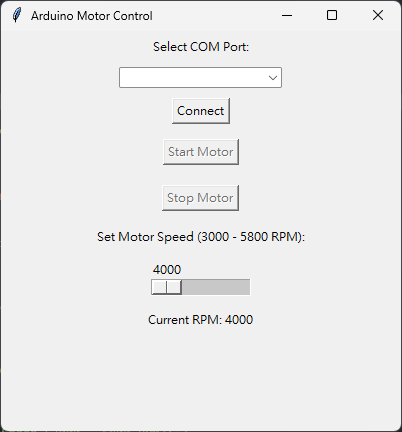 Arduino Motor Control
Select COM Port:
Connect
Start Motor
Stop Motor
Set Motor Speed (3000 - 5800 RPM):
4000
Current RPM: 4000